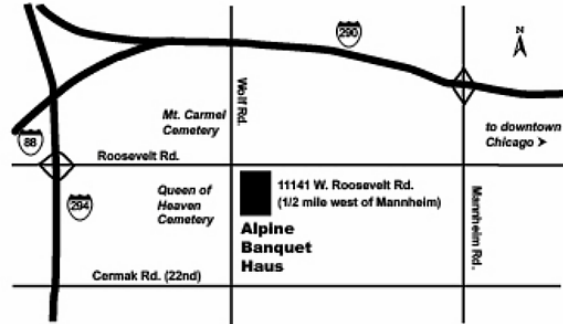 N
290
Wolf Rd.
Mt. Carmel
Cemetery
to downtown
Chicago >
88
Roosevelt Rd.
Queen of
Heaven
Cemetery
11141 W. Roosevelt Rd.
(1/2 mile west of Mannheim)
294
Alpine
Banquet
Haus
Mannheim Rd.
Cermak Rd. (22nd)